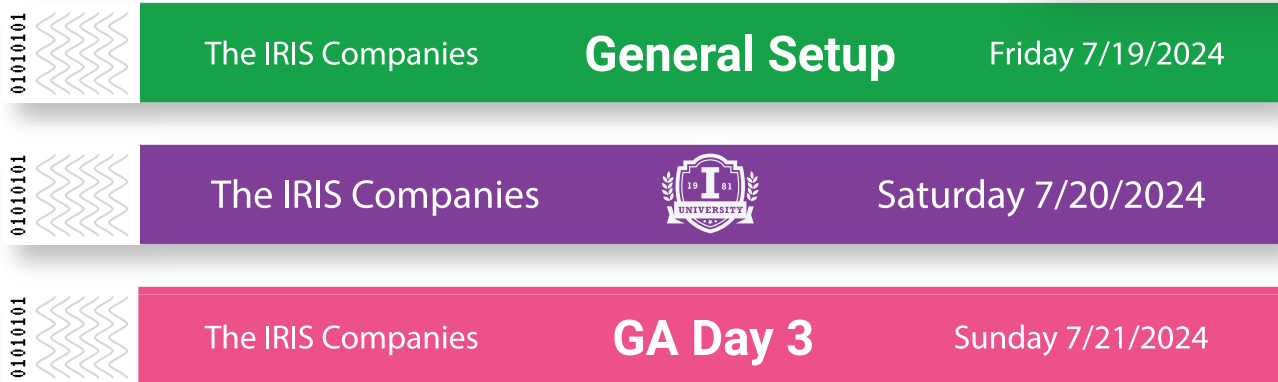 01010101
The IRIS Companies General Setup Friday 7/19/2024
01010101
The IRIS Companies 19 I 81 UNIVERSITY Saturday 7/20/2024
01010101
The IRIS Companies GA Day 3 Sunday 7/21/2024